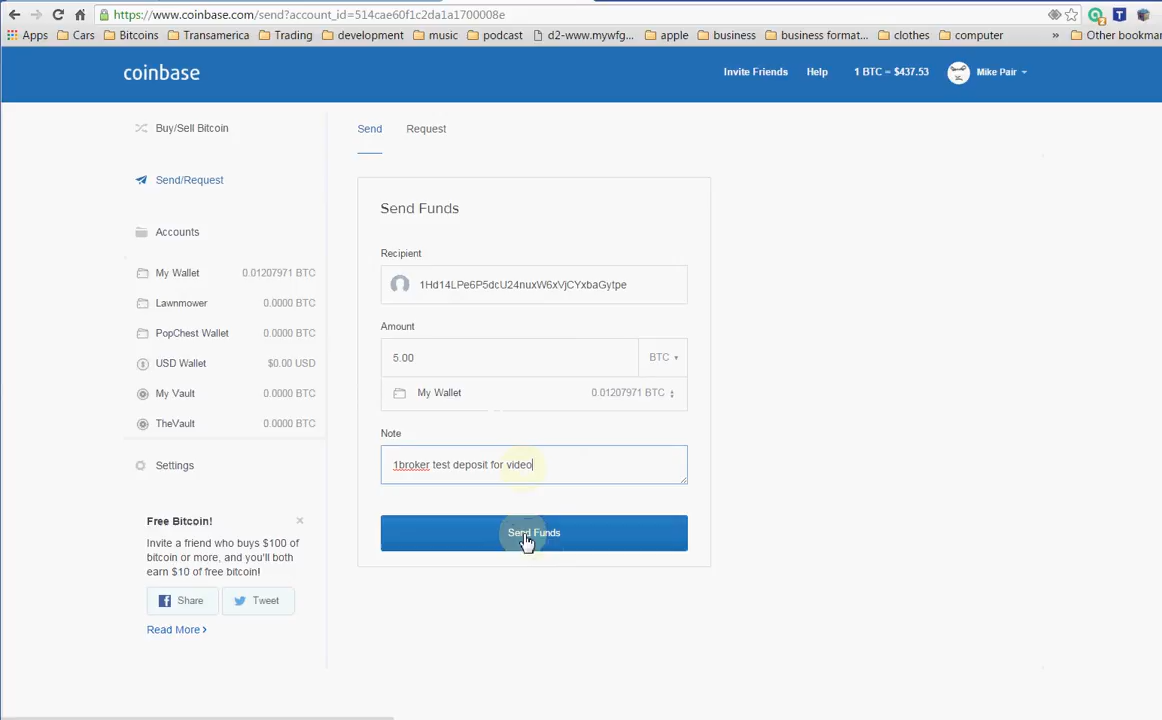 https://www.coinbase.com/send?account_id=514cae60f1c2da1a1700008e
Apps Cars Bitcoins Transamerica Trading development music podcast d2-www.mywfg... apple business business format... clothes computer » Other bookmar
coinbase
Invite Friends Help 1 BTC = $437.53 Mike Pair
Buy/Sell Bitcoin
Send/Request
Accounts
My Wallet 0.01207971 BTC
Lawnmower 0.0000 BTC
PopChest Wallet 0.0000 BTC
USD Wallet $0.00 USD
My Vault 0.0000 BTC
TheVault 0.0000 BTC
Settings
Free Bitcoin! ×
Invite a friend who buys $100 of
bitcoin or more, and you'll both
earn $10 of free bitcoin!
Share Tweet
Read More ›
Send Request
Send Funds
Recipient
1Hd14LPe6P5dcU24nuxW6xVjCYxbaGytpe
Amount
5.00 BTC
My Wallet 0.01207971 BTC
Note
1broker test deposit for video
Send Funds